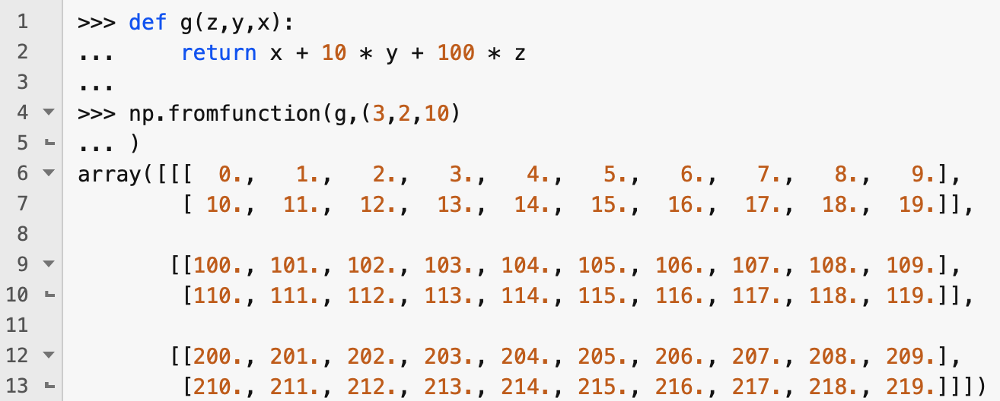 1 >>> def g(z,y,x):
2 ...     return x + 10 * y + 100 * z
3 ...
4 >>> np.fromfunction(g,(3,2,10)
5 ... )
6 array([[[  0.,   1.,   2.,   3.,   4.,   5.,   6.,   7.,   8.,   9.],
7         [ 10.,  11.,  12.,  13.,  14.,  15.,  16.,  17.,  18.,  19.]],
8
9        [[100., 101., 102., 103., 104., 105., 106., 107., 108., 109.],
10         [110., 111., 112., 113., 114., 115., 116., 117., 118., 119.]],
11
12        [[200., 201., 202., 203., 204., 205., 206., 207., 208., 209.],
13         [210., 211., 212., 213., 214., 215., 216., 217., 218., 219.]]])